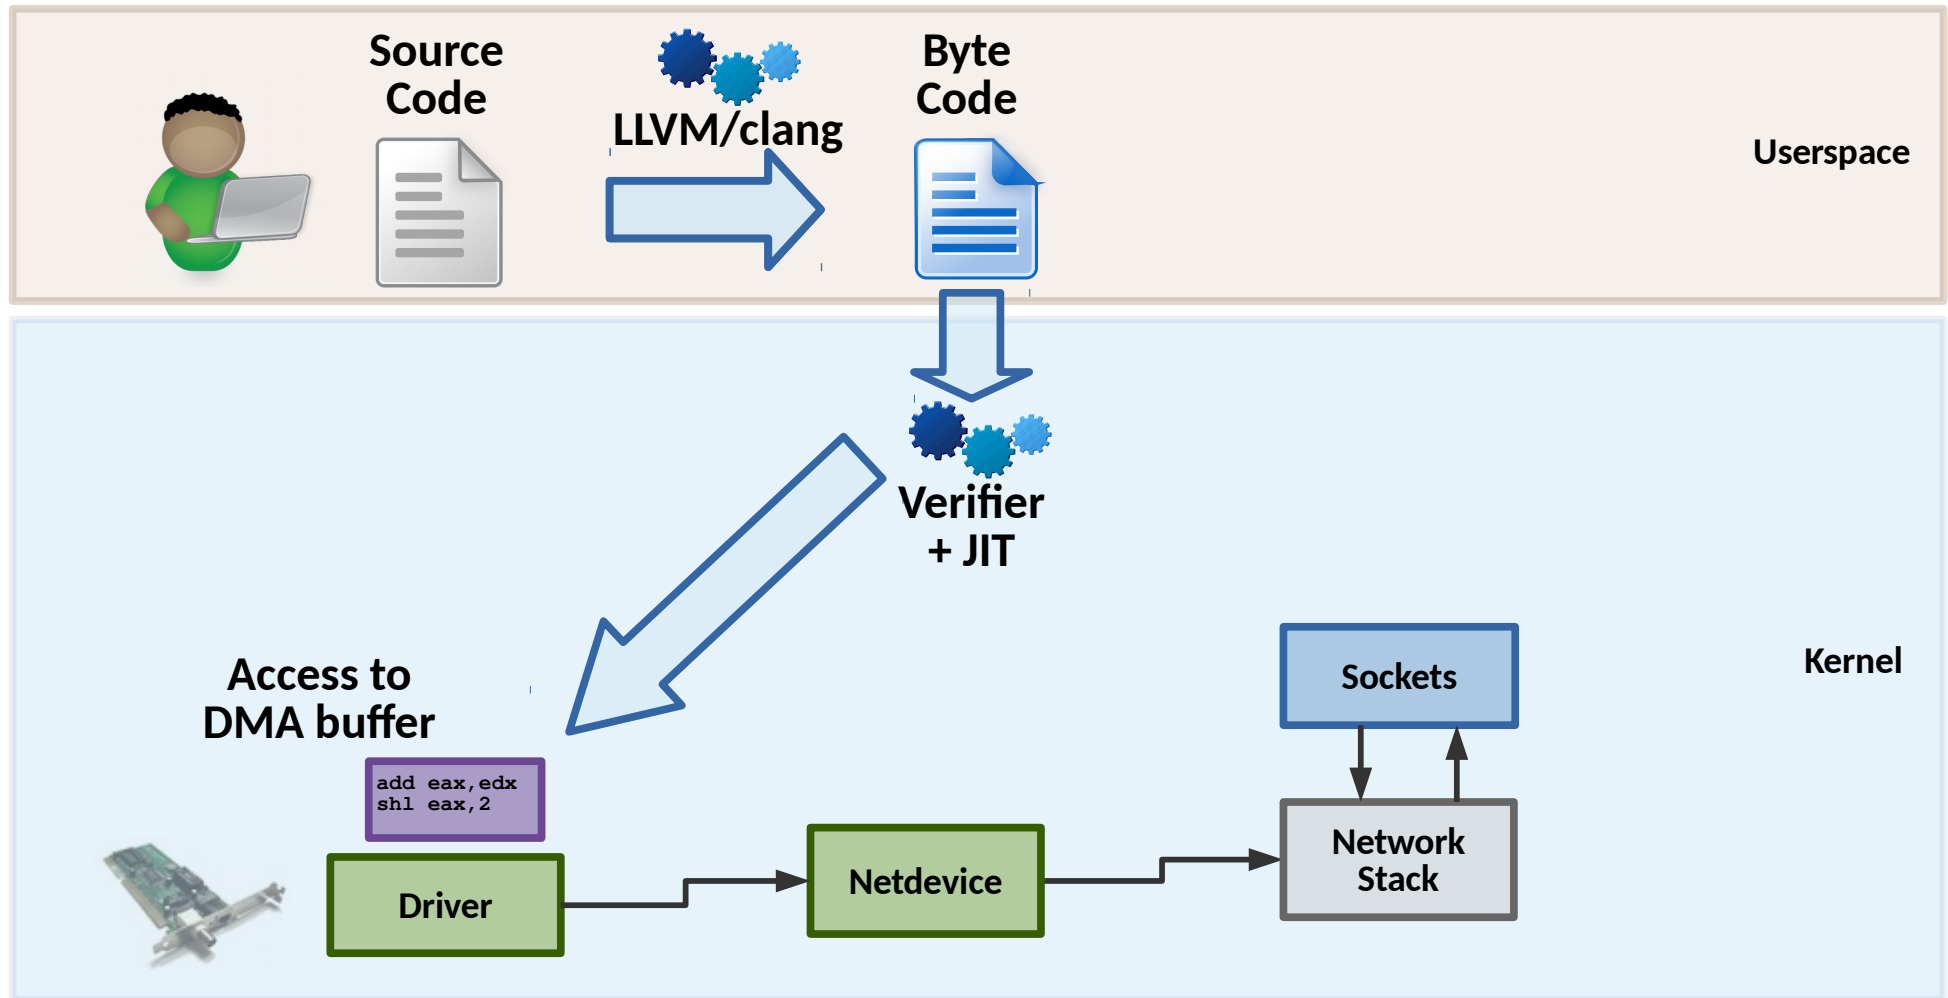 Source
Code
LLVM/clang
Byte
Code
Userspace
Verifier
+ JIT
Access to
DMA buffer
add eax,edx
shl eax,2
Sockets
Kernel
Network
Stack
Netdevice
Driver